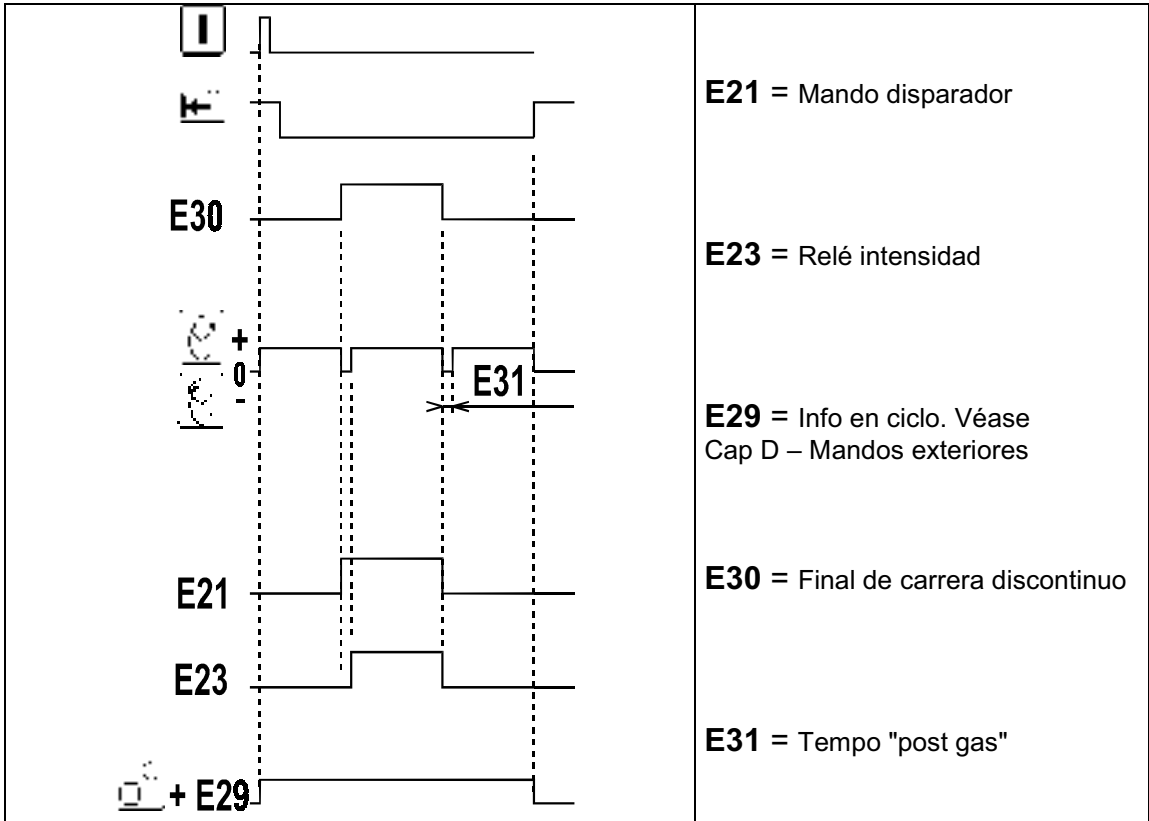 E30
+
0
-
E31
E21
E23
+ E29
E21 = Mando disparador
E23 = Relé intensidad
E29 = Info en ciclo. Véase
Cap D – Mandos exteriores
E30 = Final de carrera discontinuo
E31 = Tempo "post gas"